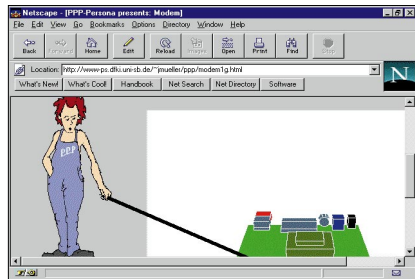 Netscape - [PPP-Persona presents: Modem]
File Edit View Go Bookmarks Options Directory Window Help
Back Forward Home Edit Reload Images Open Print Find Stop
Location: http://www-ps.dfki.uni-sb.de/~jmueller/ppp/modem1g.html
What's New! What's Cool! Handbook Net Search Net Directory Software
N
PPP